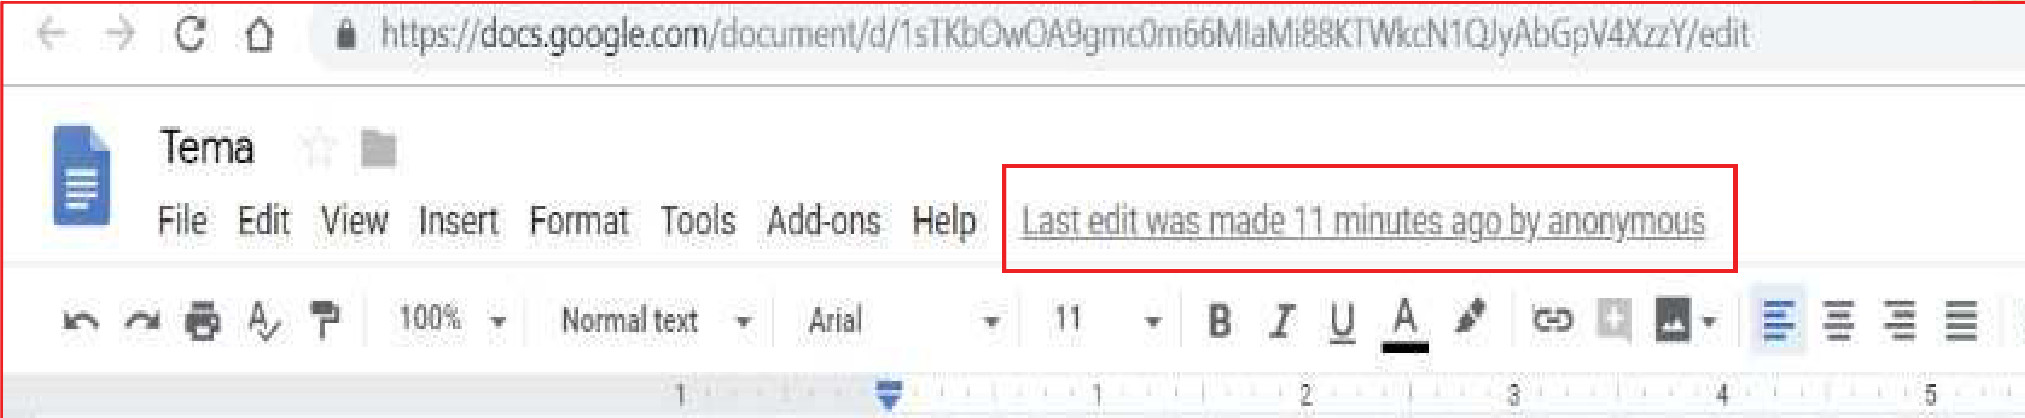 https://docs.google.com/document/d/1sTKbOwOA9gmc0m66MlaMi88KTWkcN1QJyAbGpV4XzzY/edit
Tema
File Edit View Insert Format Tools Add-ons Help Last edit was made 11 minutes ago by anonymous
100% Normal text Arial 11 B I U A
1 1 2 3 4 5